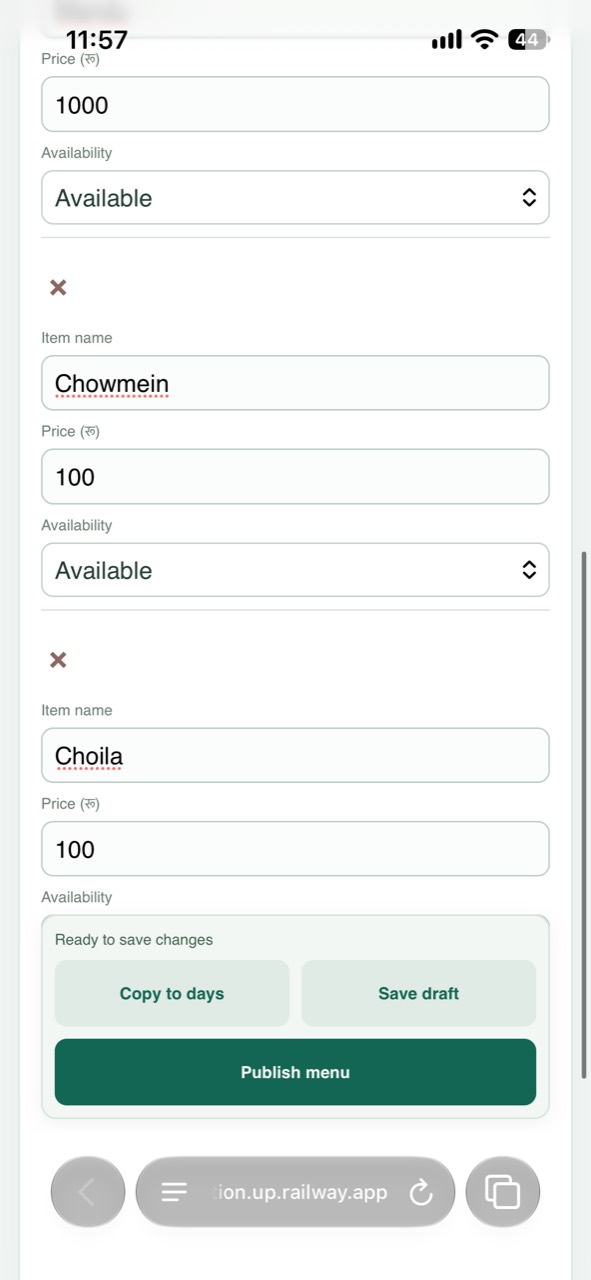 11:57
44
Price (रू)
1000
Availability
Available
Item name
Chowmein
Price (रू)
100
Availability
Available
Item name
Choila
Price (रू)
100
Availability
Ready to save changes
Copy to days
Save draft
Publish menu
ion.up.railway.app